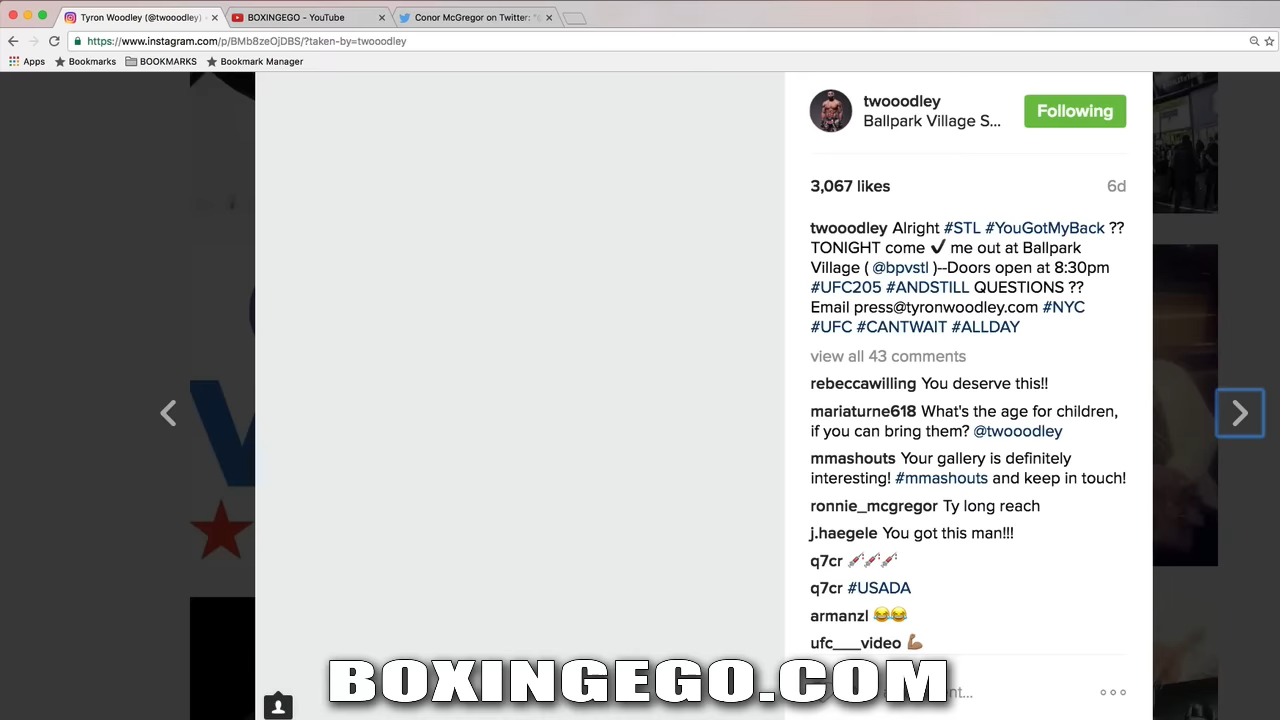 Tyron Woodley (@twooodley)
BOXINGEGO - YouTube
Conor McGregor on Twitter: "
https://www.instagram.com/p/BMb8zeOjDBS/?taken-by=twooodley
Apps
Bookmarks
BOOKMARKS
Bookmark Manager
twooodley
Ballpark Village S...
Following
3,067 likes
6d
twooodley Alright #STL #YouGotMyBack ??
TONIGHT come ✔ me out at Ballpark
Village ( @bpvstl )--Doors open at 8:30pm
#UFC205 #ANDSTILL QUESTIONS ??
Email press@tyronwoodley.com #NYC
#UFC #CANTWAIT #ALLDAY
view all 43 comments
rebeccawilling You deserve this!!
mariaturne618 What's the age for children,
if you can bring them? @twooodley
mmashouts Your gallery is definitely
interesting! #mmashouts and keep in touch!
ronnie_mcgregor Ty long reach
j.haegele You got this man!!!
q7cr 💉💉💉
q7cr #USADA
armanzl 😂😂
ufc___video 💪🏽
BOXINGEGO.COM